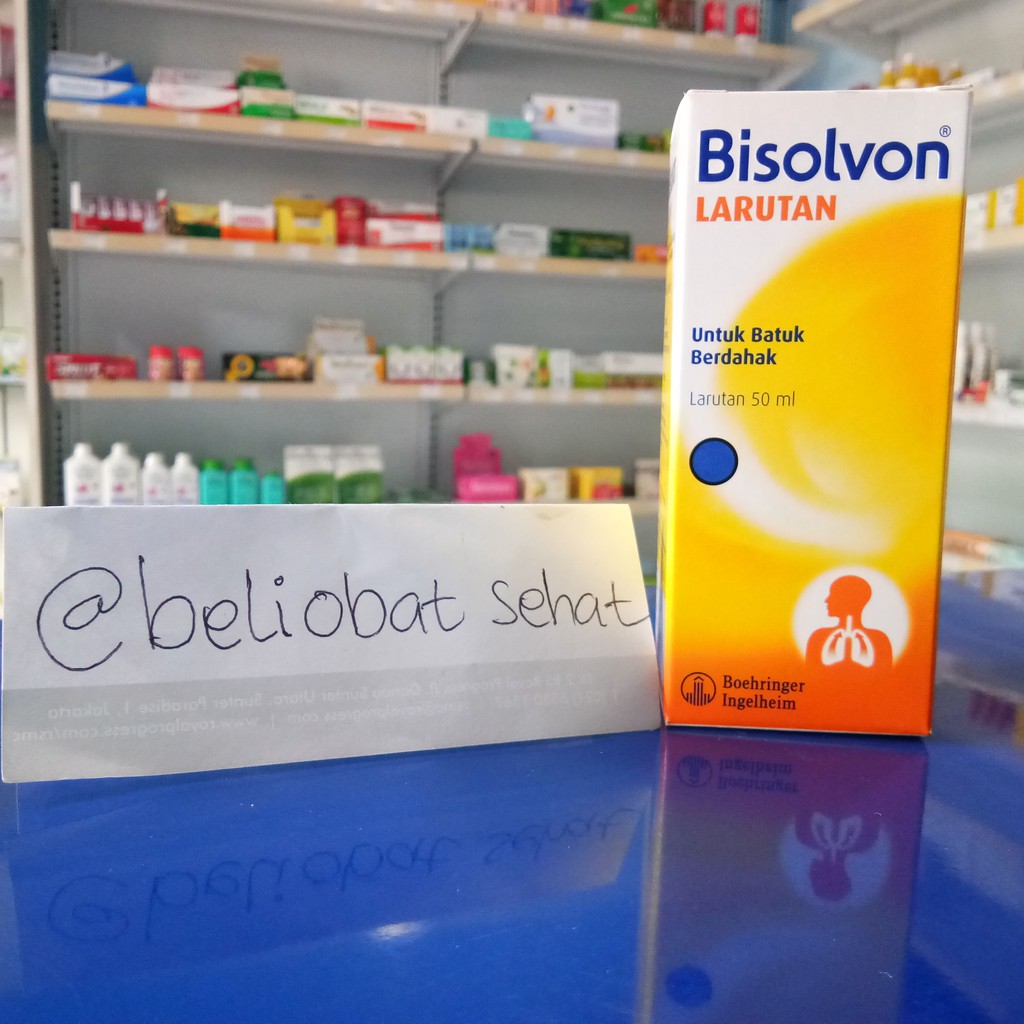 Bisolvon®
LARUTAN
Untuk Batuk
Berdahak
Larutan 50 ml
Boehringer
Ingelheim
@beliobat sehat